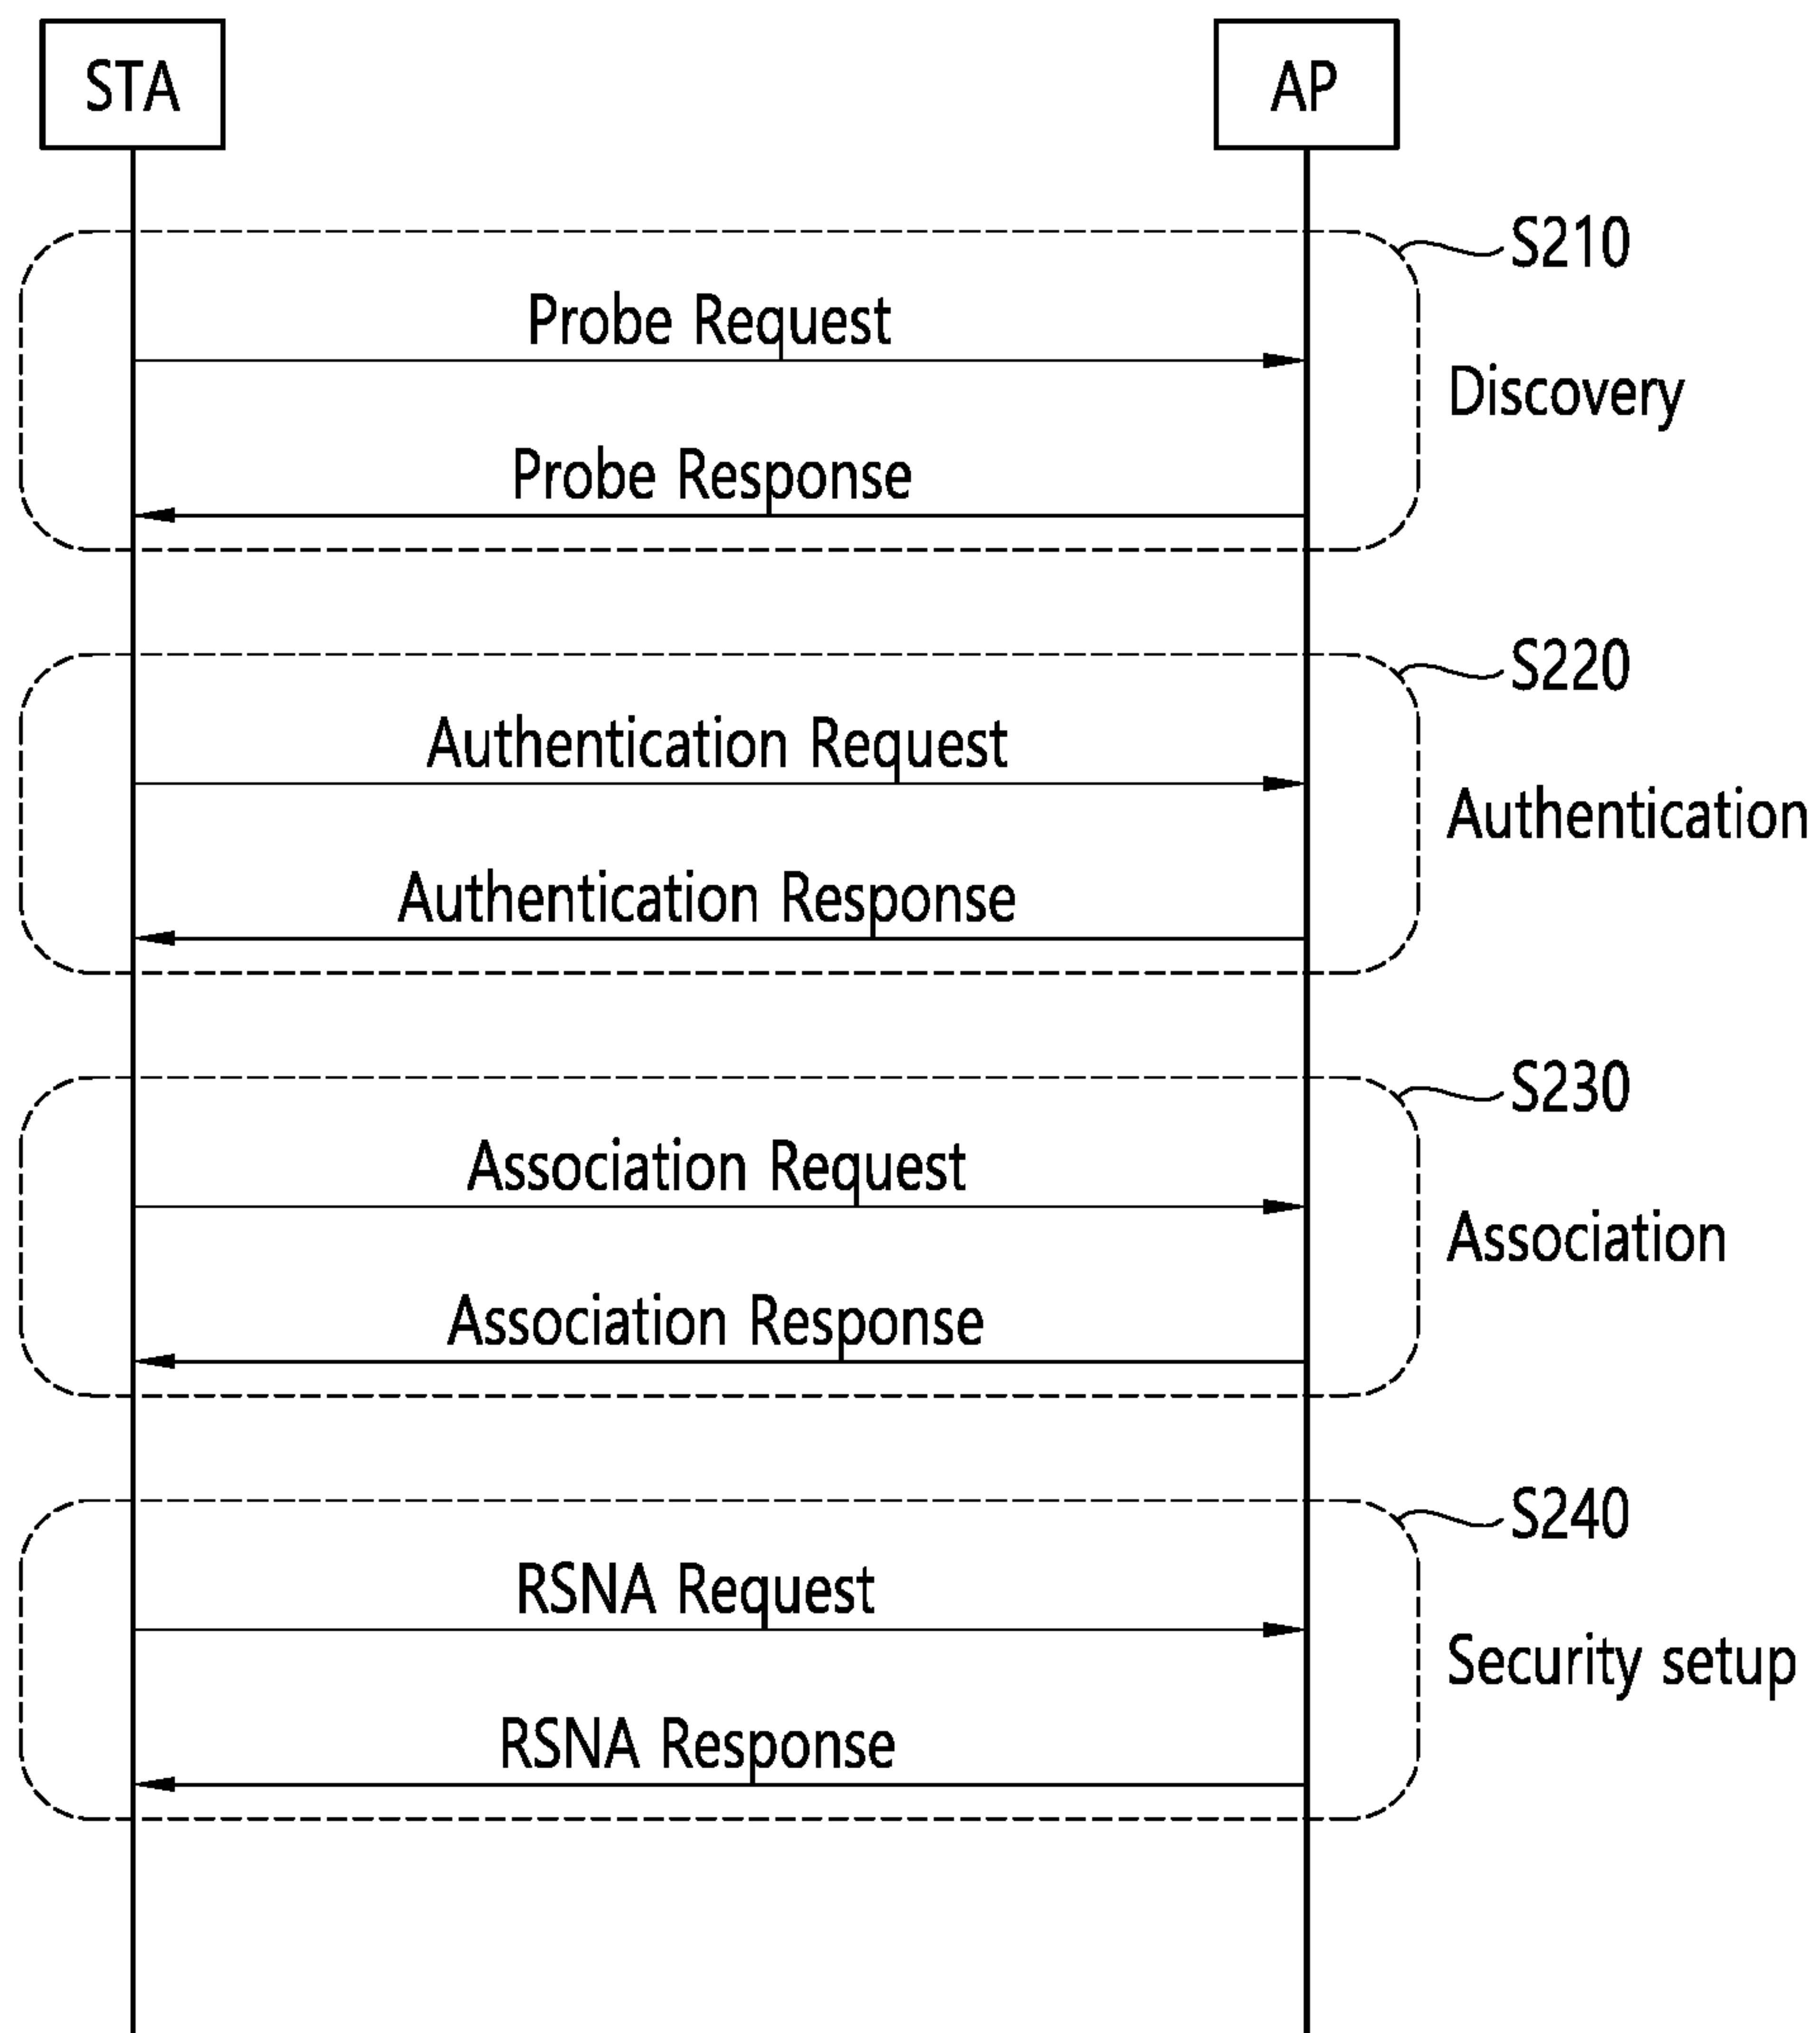 STA
AP
S210
Probe Request
Discovery
Probe Response
S220
Authentication Request
Authentication
Authentication Response
S230
Association Request
Association
Association Response
S240
RSNA Request
Security setup
RSNA Response